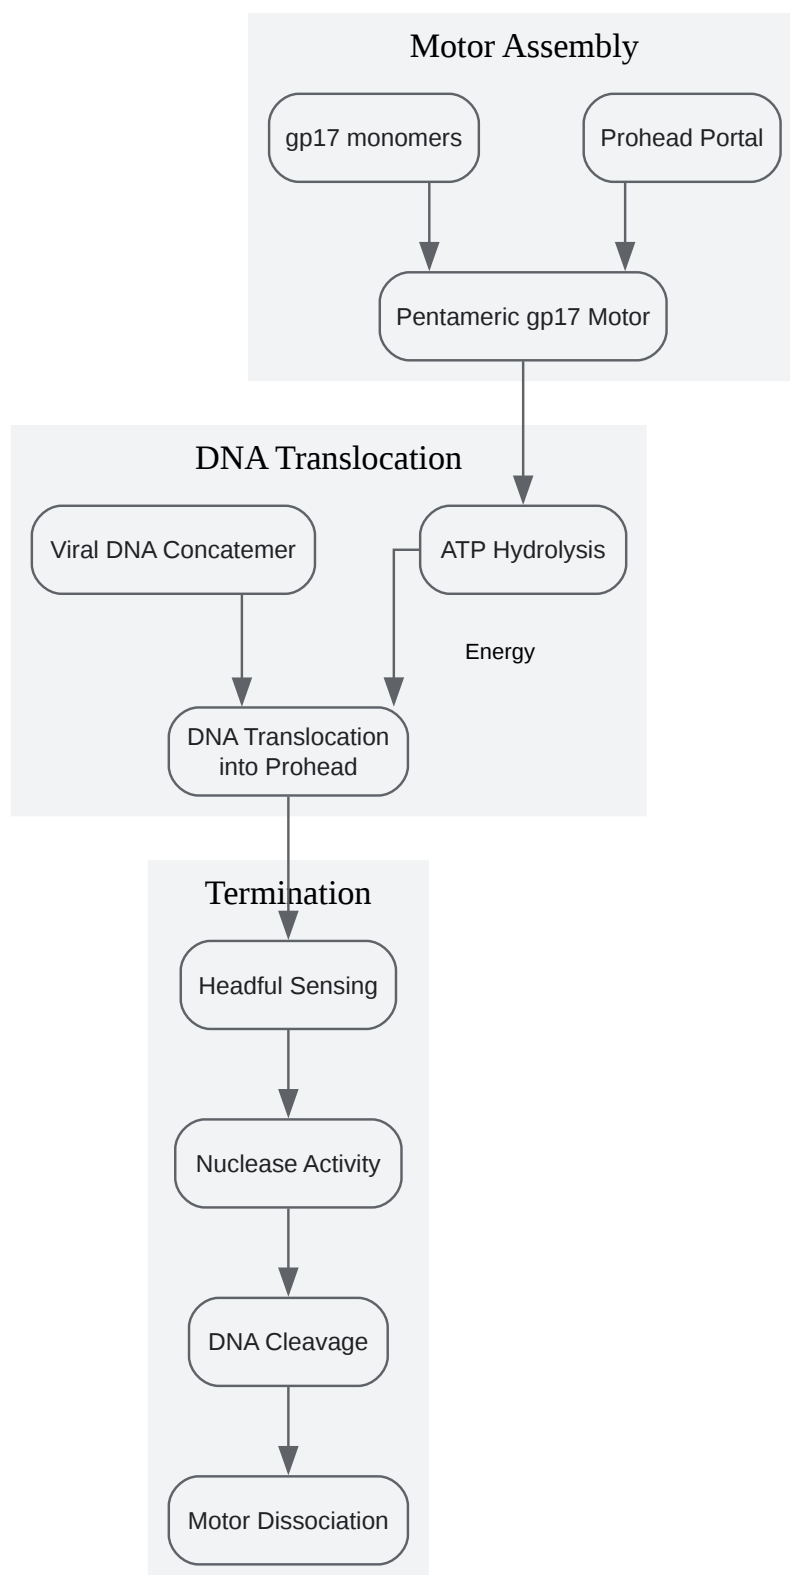 Motor Assembly
gp17 monomers
Prohead Portal
Pentameric gp17 Motor
DNA Translocation
Viral DNA Concatemer
ATP Hydrolysis
Energy
DNA Translocation
into Prohead
Termination
Headful Sensing
Nuclease Activity
DNA Cleavage
Motor Dissociation